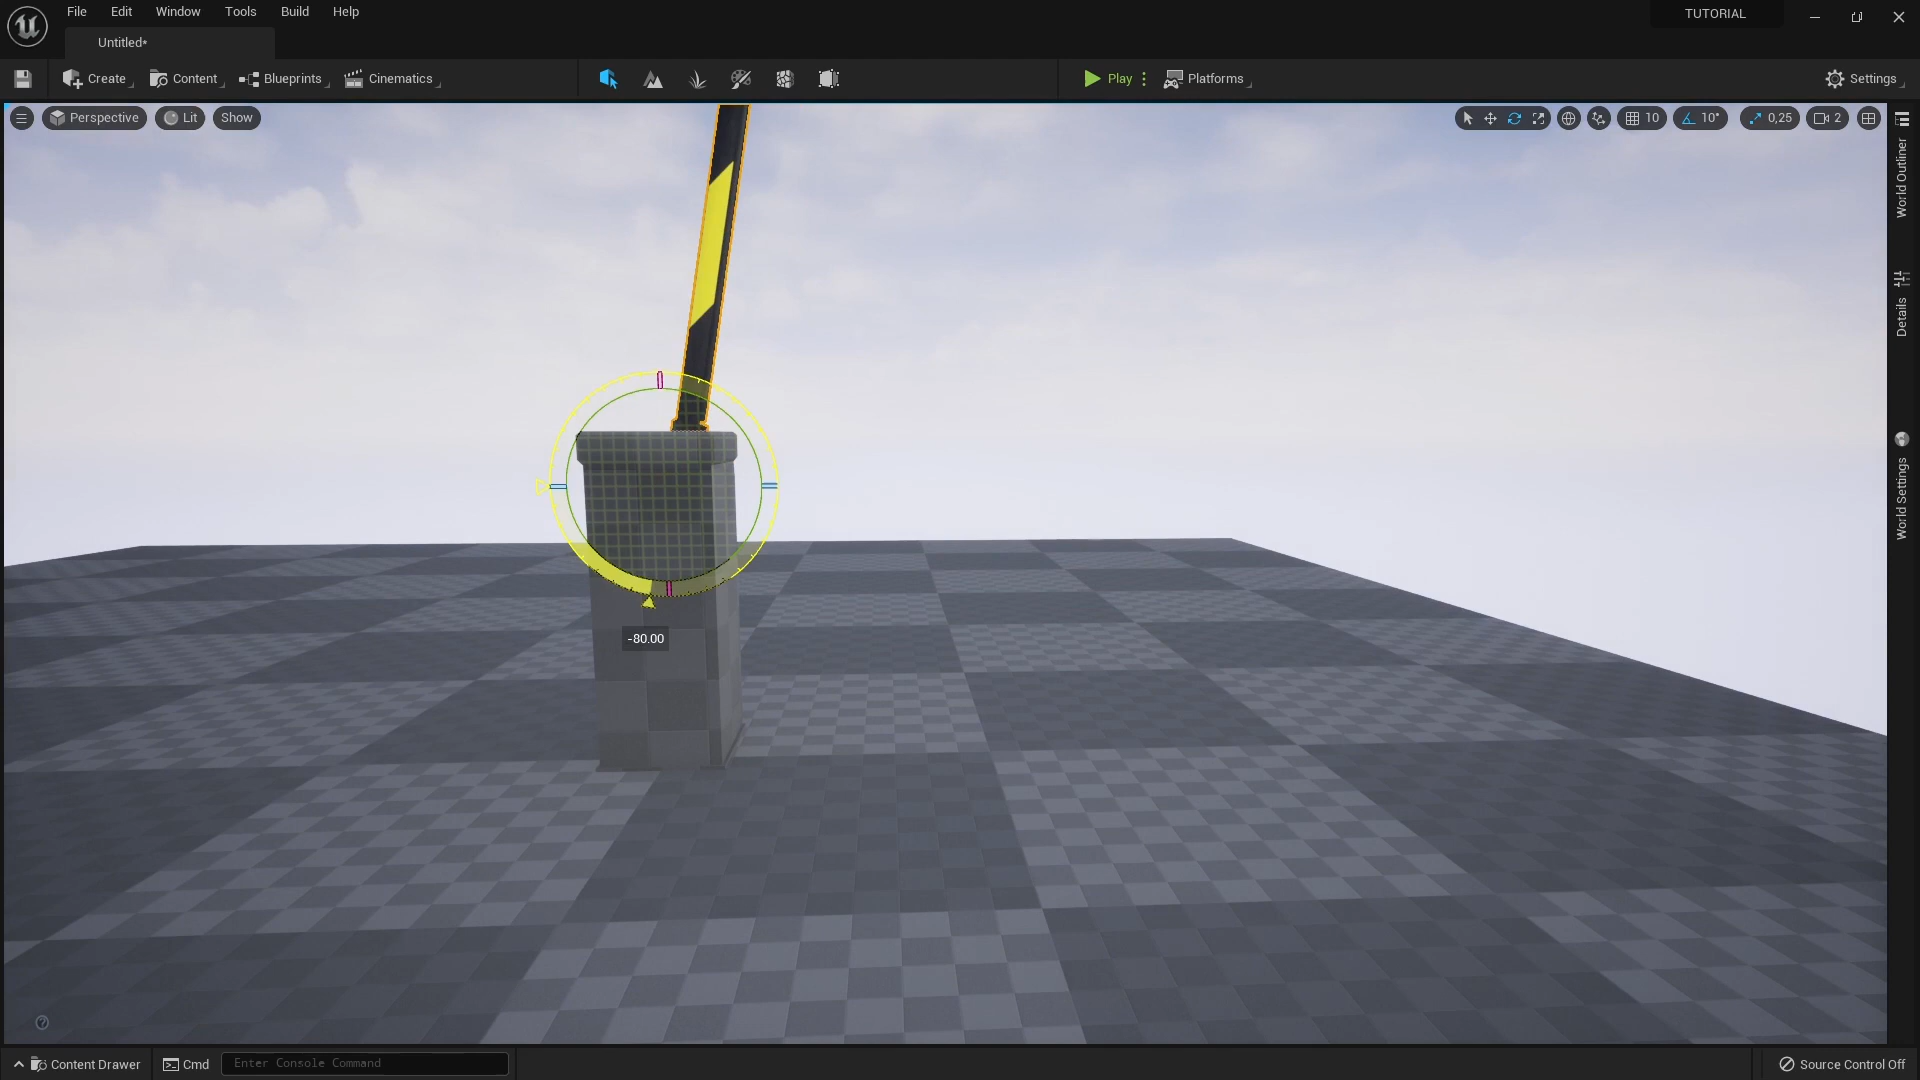 File Edit Window Tools Build Help
TUTORIAL
Untitled*
Create Content Blueprints Cinematics
Play Platforms
Settings
Perspective Lit Show
10 10° 0,25 2
World Outliner
Details
World Settings
-80.00
Content Drawer Cmd Enter Console Command
Source Control Off